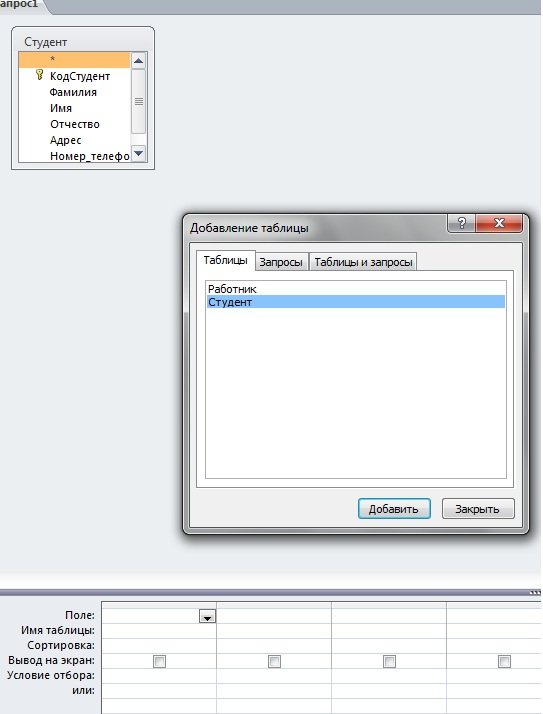 апрос1
Студент
*
КодСтудент
Фамилия
Имя
Отчество
Адрес
Номер_телефо
Добавление таблицы
?
Таблицы Запросы Таблицы и запросы
Работник
Студент
Добавить Закрыть
Поле:
Имя таблицы:
Сортировка:
Вывод на экран:
Условие отбора:
или: